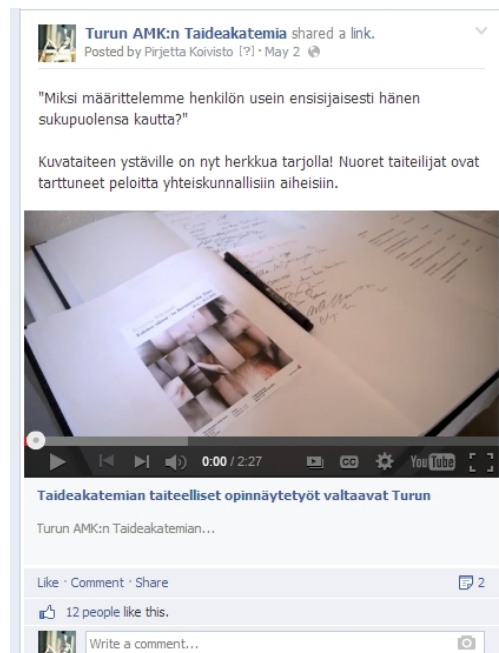 Turun AMK:n Taideakatemia shared a link.
Posted by Pirjetta Koivisto [?] · May 2
"Miksi määrittelemme henkilön usein ensisijaisesti hänen
sukupuolensa kautta?"
Kuvataiteen ystäville on nyt herkkua tarjolla! Nuoret taiteilijat ovat
tarttuneet peloitta yhteiskunnallisiin aiheisiin.
0:00 / 2:27
CC
YouTube
Taideakatemian taiteelliset opinnäytetyöt valtaavat Turun
Turun AMK:n Taideakatemian...
Like · Comment · Share
2
12 people like this.
Write a comment...